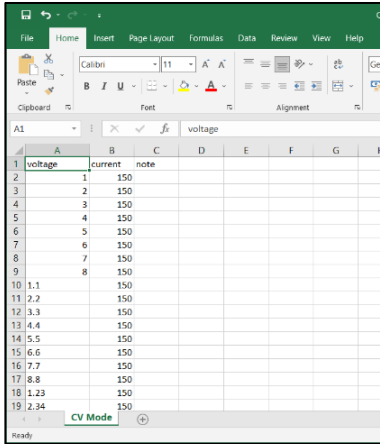 File Home Insert Page Layout Formulas Data Review View Help
Calibri 11 A A ab Ge
Paste B I U A
Clipboard Font Alignment
A1 fx voltage
A B C D E F G
1 voltage current note
2 1 150
3 2 150
4 3 150
5 4 150
6 5 150
7 6 150
8 7 150
9 8 150
10 1.1 150
11 2.2 150
12 3.3 150
13 4.4 150
14 5.5 150
15 6.6 150
16 7.7 150
17 8.8 150
18 1.23 150
19 2.34 150
CV Mode
Ready